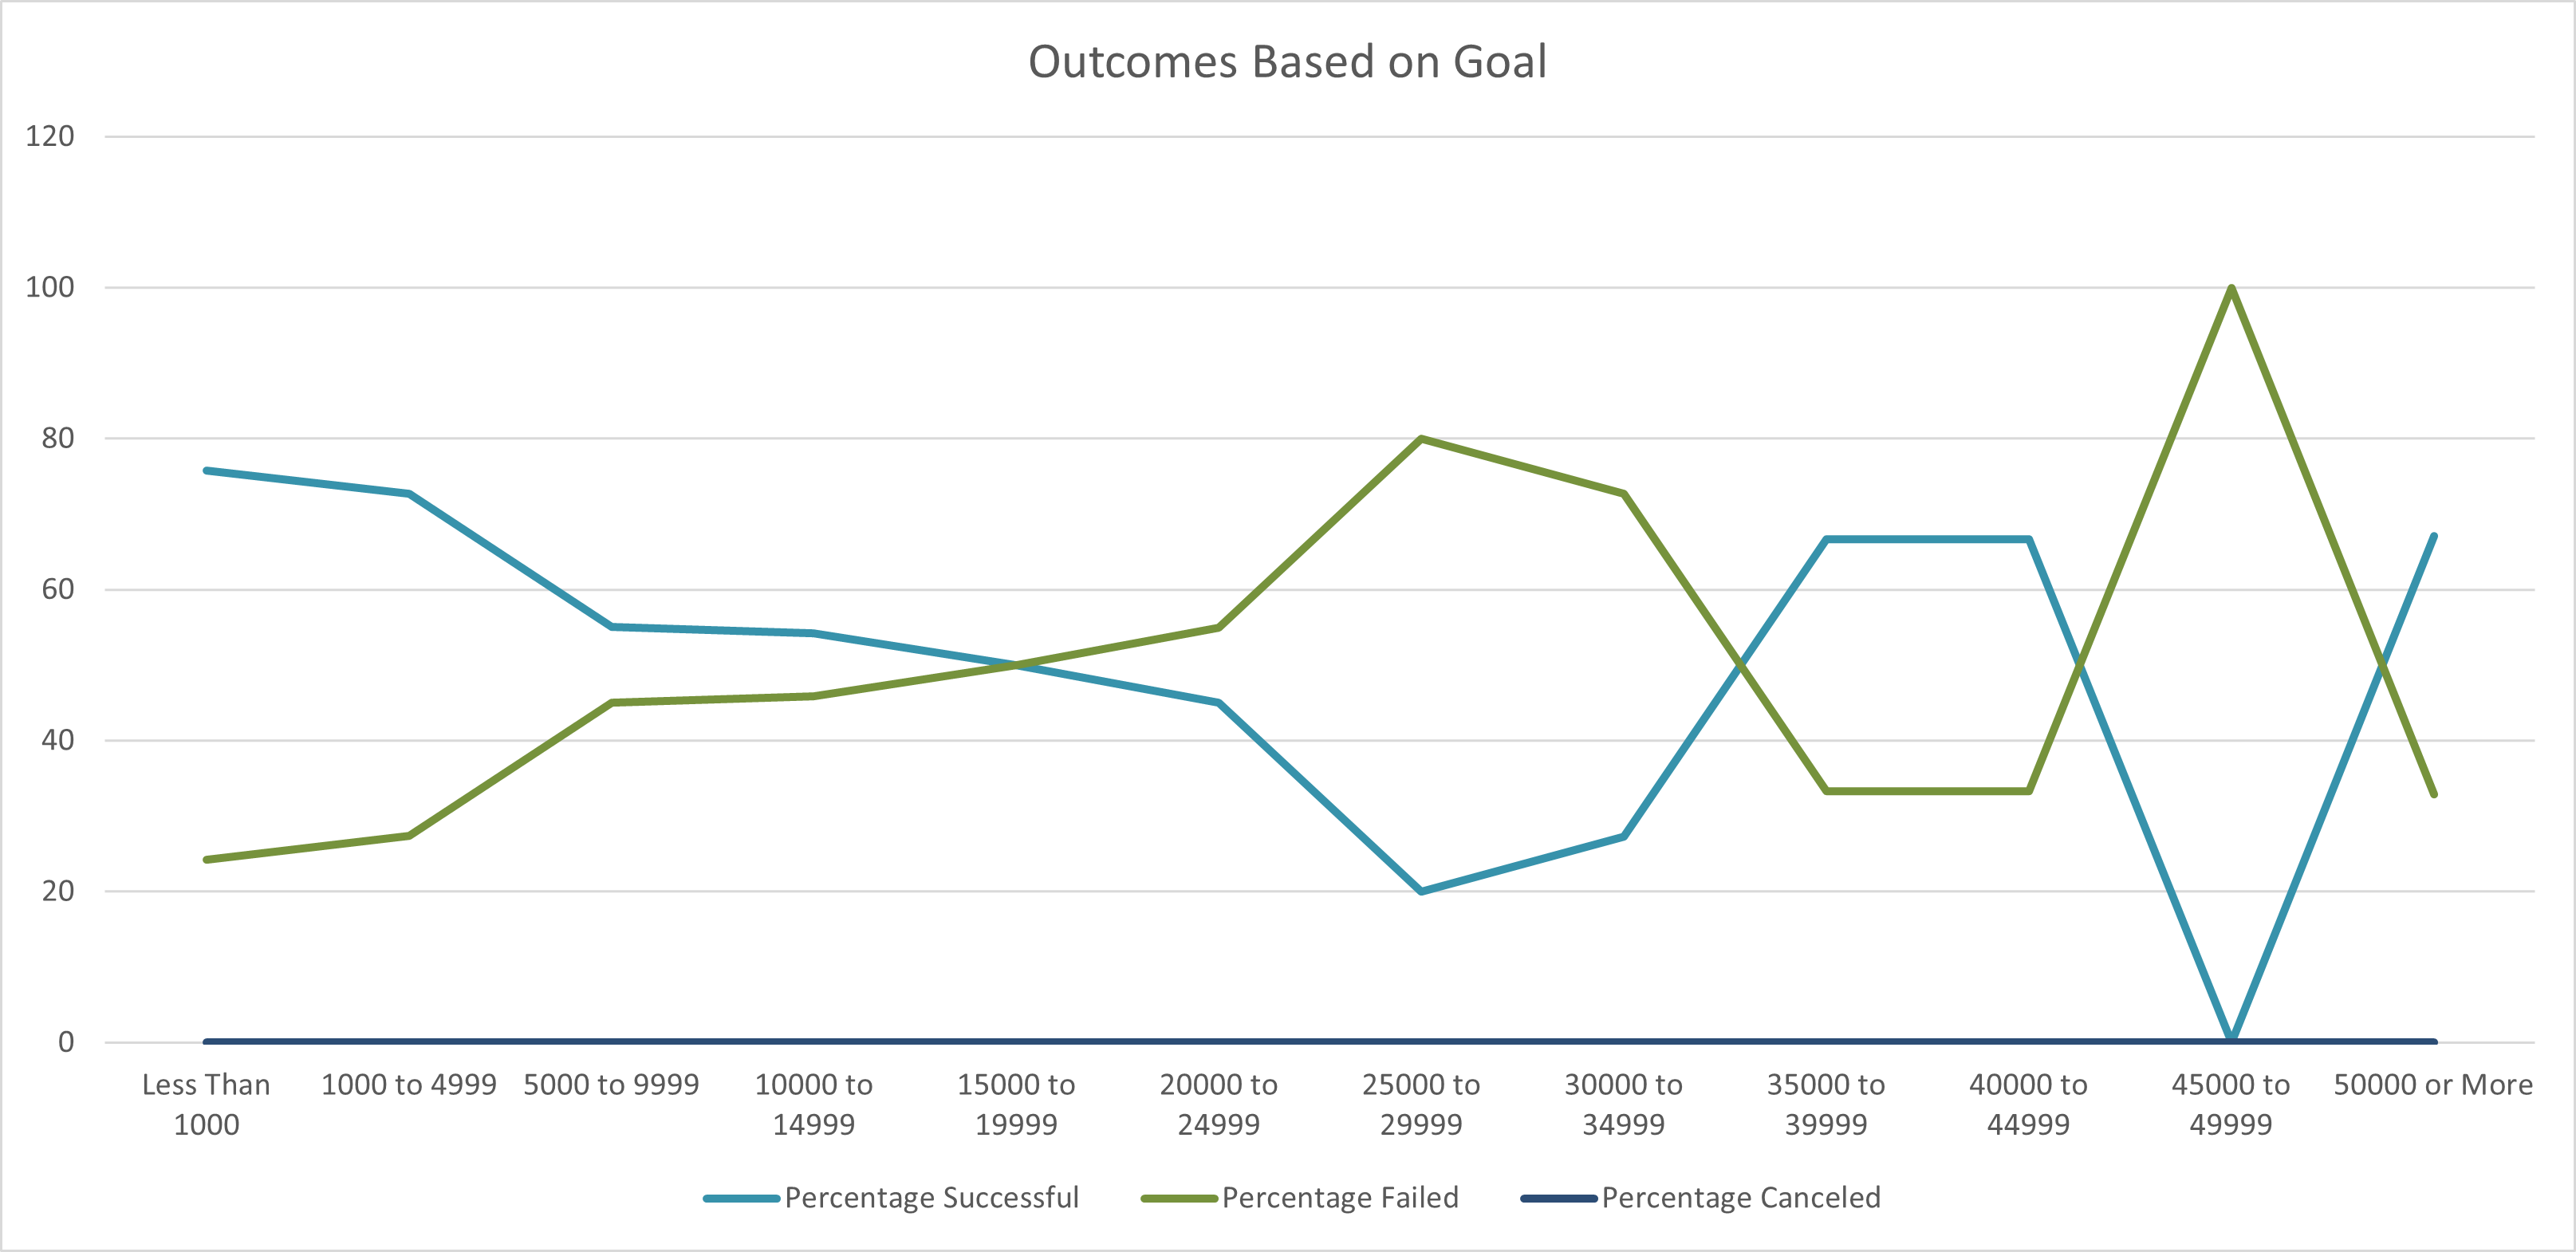 Outcomes Based on Goal
120
100
80
60
40
20
0
Less Than
1000
1000 to 4999
5000 to 9999
10000 to
14999
15000 to
19999
20000 to
24999
25000 to
29999
30000 to
34999
35000 to
39999
40000 to
44999
45000 to
49999
50000 or More
Percentage Successful
Percentage Failed
Percentage Canceled